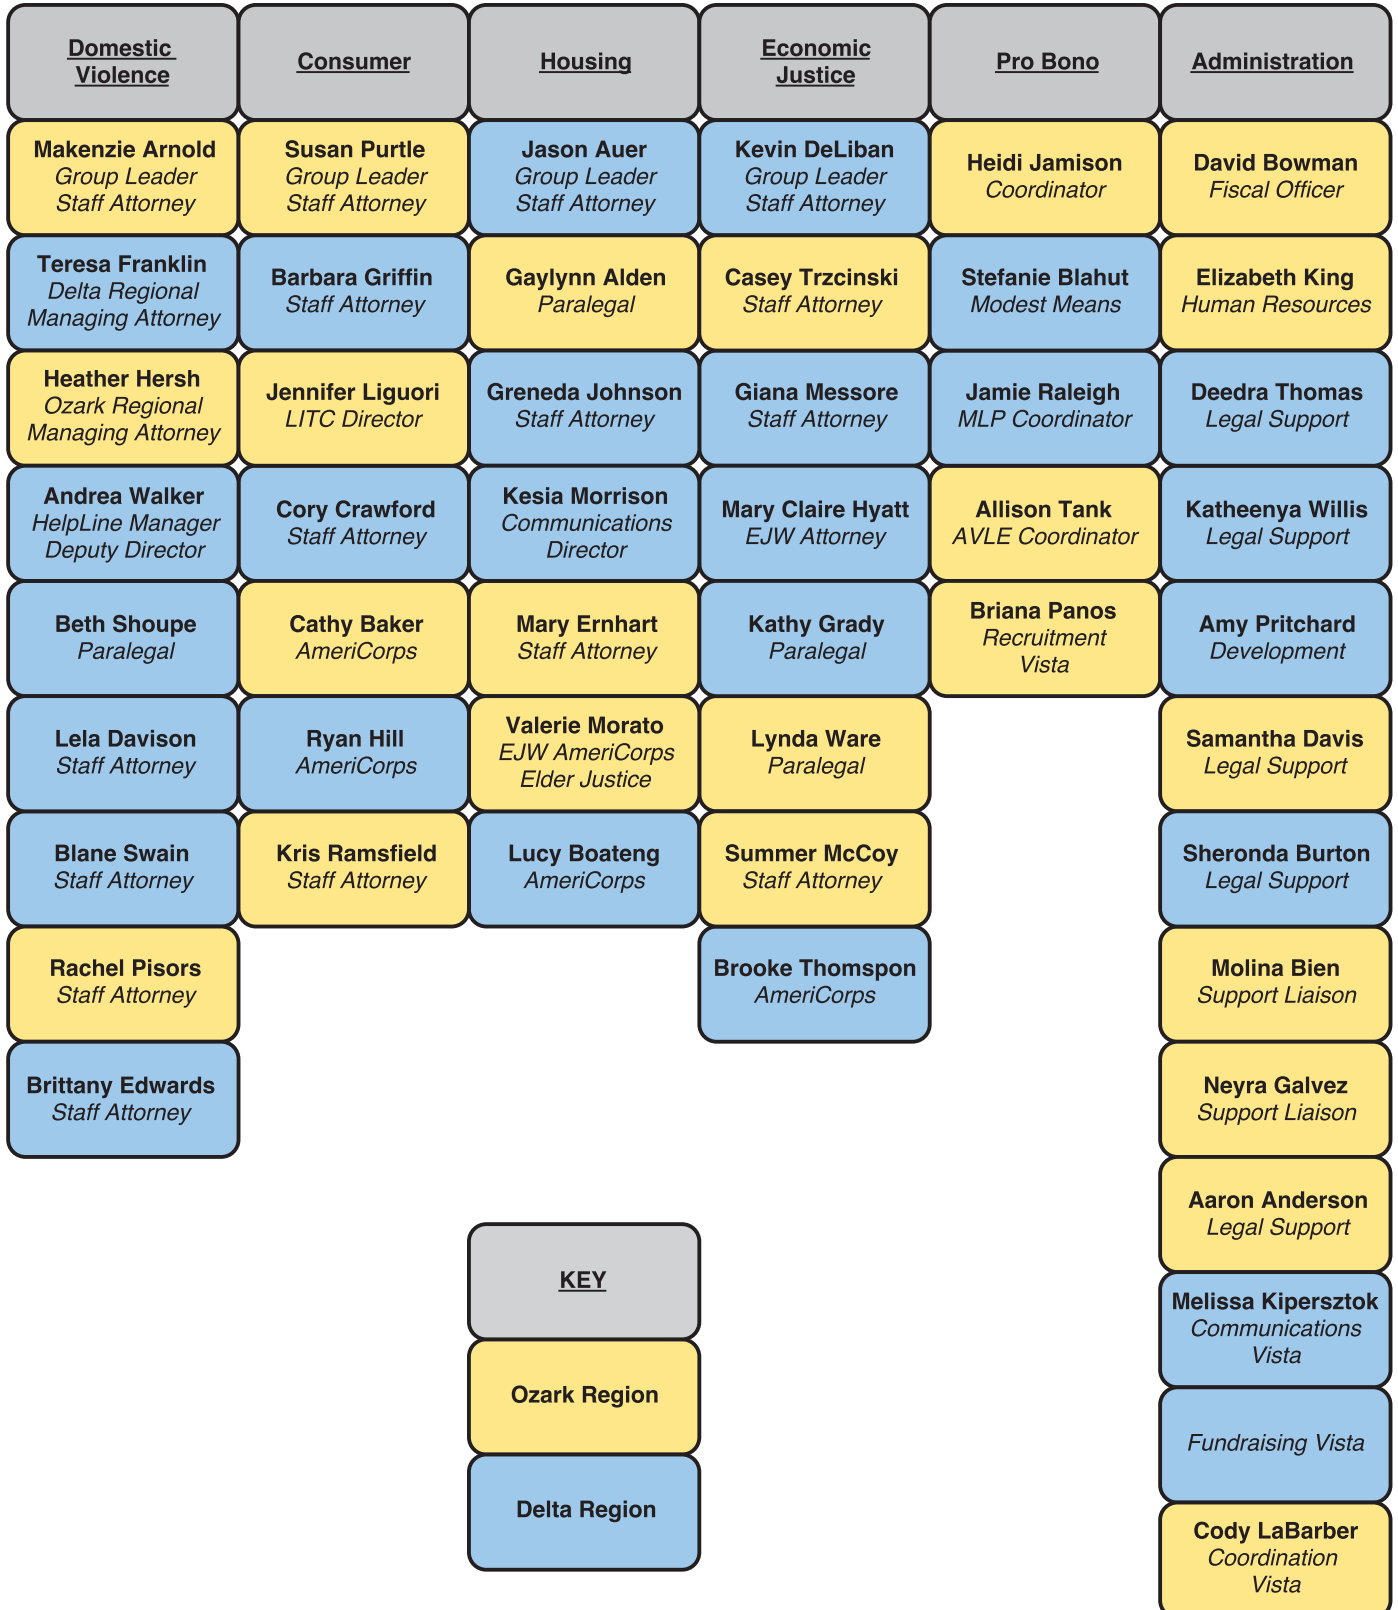 Domestic
Violence
Makenzie Arnold
Group Leader
Staff Attorney
Teresa Franklin
Delta Regional
Managing Attorney
Heather Hersh
Ozark Regional
Managing Attorney
Andrea Walker
HelpLine Manager
Deputy Director
Beth Shoupe
Paralegal
Lela Davison
Staff Attorney
Blane Swain
Staff Attorney
Rachel Pisors
Staff Attorney
Brittany Edwards
Staff Attorney
Consumer
Susan Purtle
Group Leader
Staff Attorney
Barbara Griffin
Staff Attorney
Jennifer Liguori
LITC Director
Cory Crawford
Staff Attorney
Cathy Baker
AmeriCorps
Ryan Hill
AmeriCorps
Kris Ramsfield
Staff Attorney
Housing
Jason Auer
Group Leader
Staff Attorney
Gaylynn Alden
Paralegal
Greneda Johnson
Staff Attorney
Kesia Morrison
Communications
Director
Mary Ernhart
Staff Attorney
Valerie Morato
EJW AmeriCorps
Elder Justice
Lucy Boateng
AmeriCorps
Economic
Justice
Kevin DeLiban
Group Leader
Staff Attorney
Casey Trzcinski
Staff Attorney
Giana Messore
Staff Attorney
Mary Claire Hyatt
EJW Attorney
Kathy Grady
Paralegal
Lynda Ware
Paralegal
Summer McCoy
Staff Attorney
Brooke Thomspon
AmeriCorps
Pro Bono
Heidi Jamison
Coordinator
Stefanie Blahut
Modest Means
Jamie Raleigh
MLP Coordinator
Allison Tank
AVLE Coordinator
Briana Panos
Recruitment
Vista
Administration
David Bowman
Fiscal Officer
Elizabeth King
Human Resources
Deedra Thomas
Legal Support
Katheenya Willis
Legal Support
Amy Pritchard
Development
Samantha Davis
Legal Support
Sheronda Burton
Legal Support
Molina Bien
Support Liaison
Neyra Galvez
Support Liaison
Aaron Anderson
Legal Support
Melissa Kipersztok
Communications
Vista
Fundraising Vista
Cody LaBarber
Coordination
Vista
KEY
Ozark Region
Delta Region